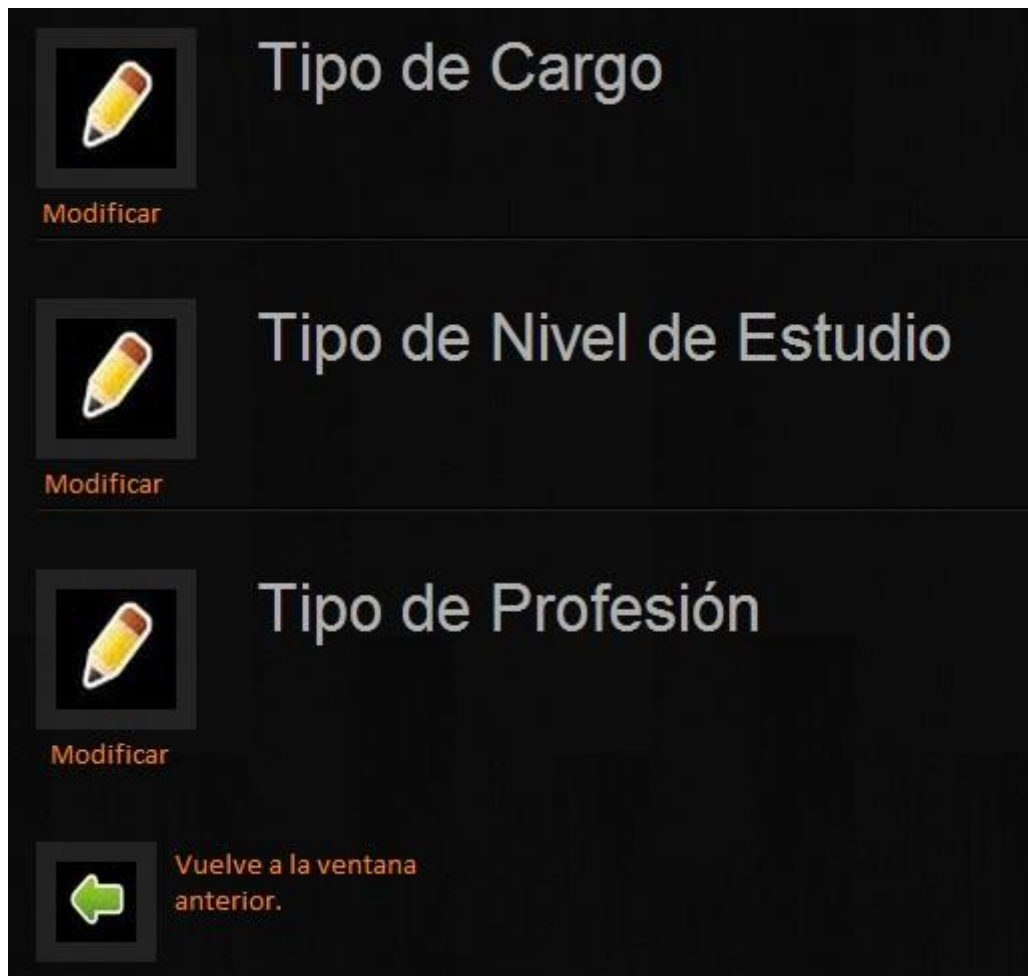 Tipo de Cargo
Modificar
Tipo de Nivel de Estudio
Modificar
Tipo de Profesión
Modificar
Vuelve a la ventana
anterior.